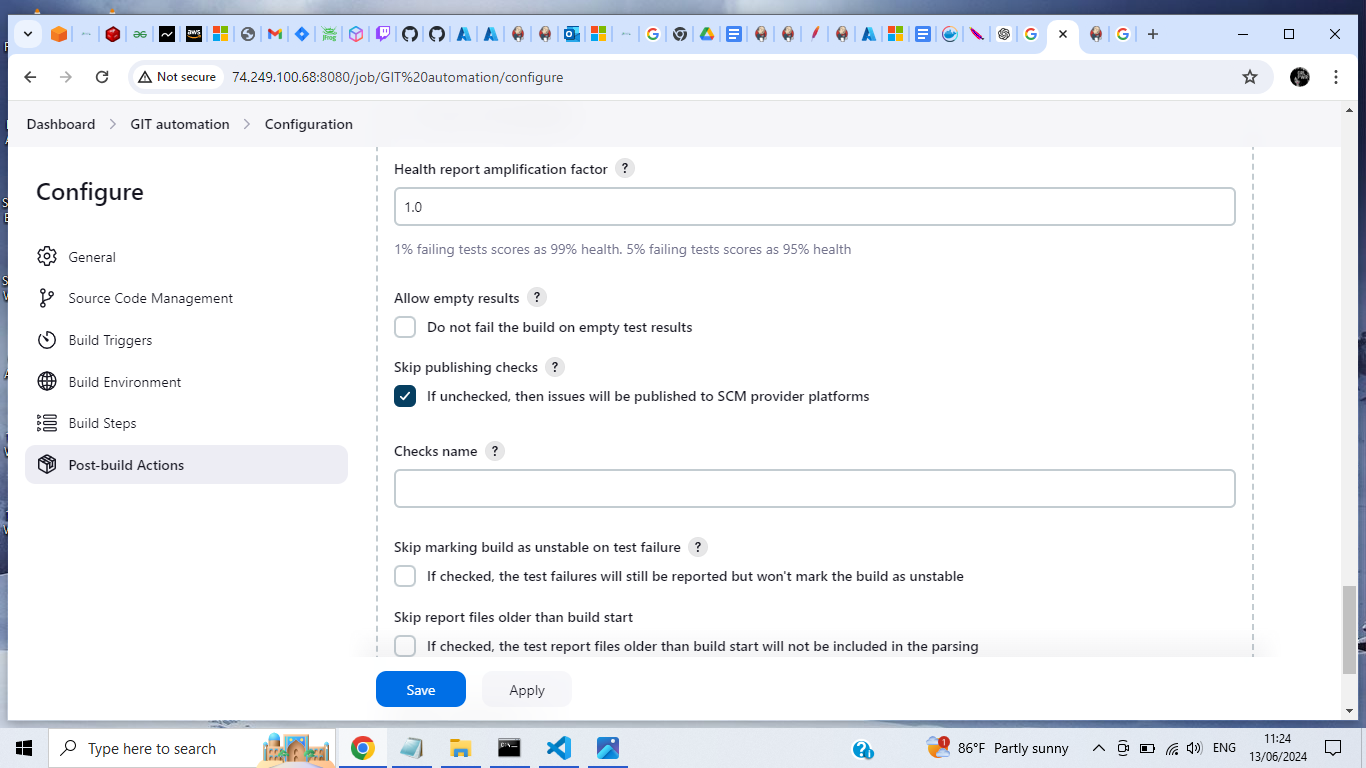 Not secure
74.249.100.68:8080/job/GIT%20automation/configure
Dashboard
GIT automation
Configuration
Configure
General
Source Code Management
Build Triggers
Build Environment
Build Steps
Post-build Actions
Health report amplification factor ?
1.0
1% failing tests scores as 99% health. 5% failing tests scores as 95% health
Allow empty results ?
Do not fail the build on empty test results
Skip publishing checks ?
If unchecked, then issues will be published to SCM provider platforms
Checks name ?
Skip marking build as unstable on test failure ?
If checked, the test failures will still be reported but won't mark the build as unstable
Skip report files older than build start
If checked, the test report files older than build start will not be included in the parsing
Save
Apply
Type here to search
1
86°F Partly sunny
ENG
11:24
13/06/2024